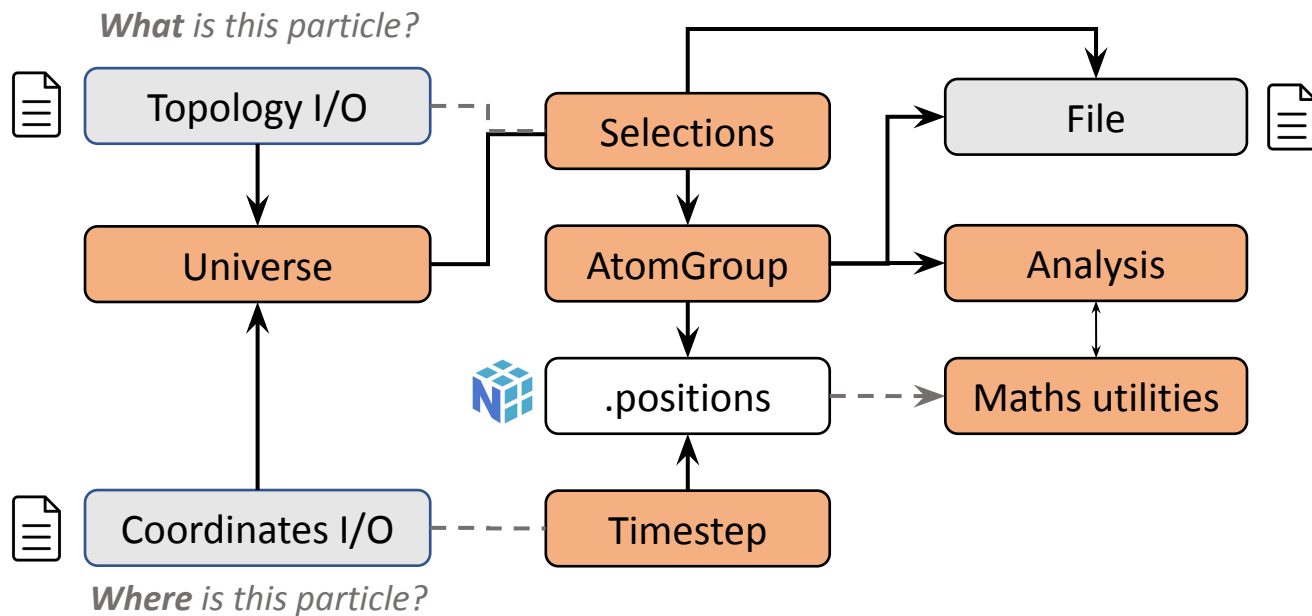 What is this particle?
Topology I/O
Selections
File
Universe
AtomGroup
Analysis
N
.positions
Maths utilities
Coordinates I/O
Timestep
Where is this particle?